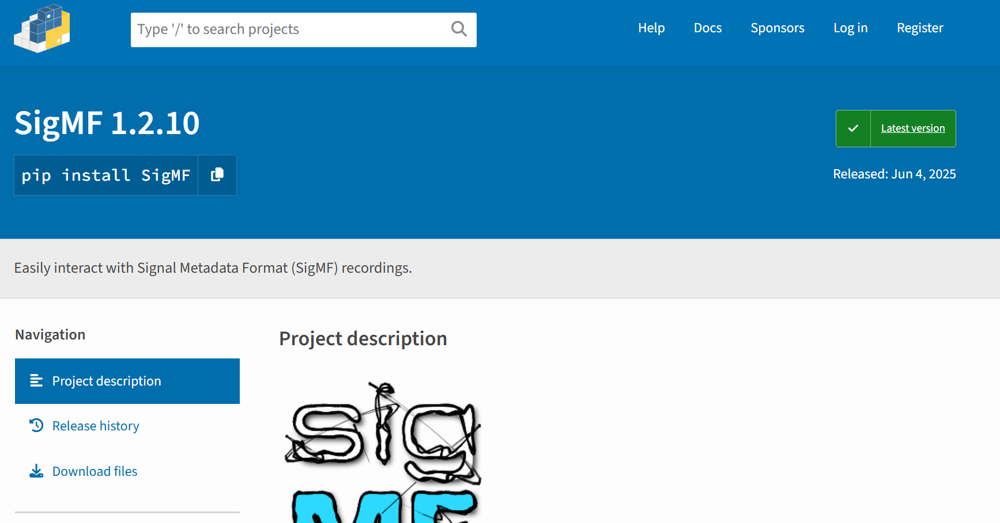 Type '/' to search projects
Help Docs Sponsors Log in Register
SigMF 1.2.10
Latest version
pip install SigMF
Released: Jun 4, 2025
Easily interact with Signal Metadata Format (SigMF) recordings.
Navigation
Project description
Release history
Download files
Project description
sig
MF